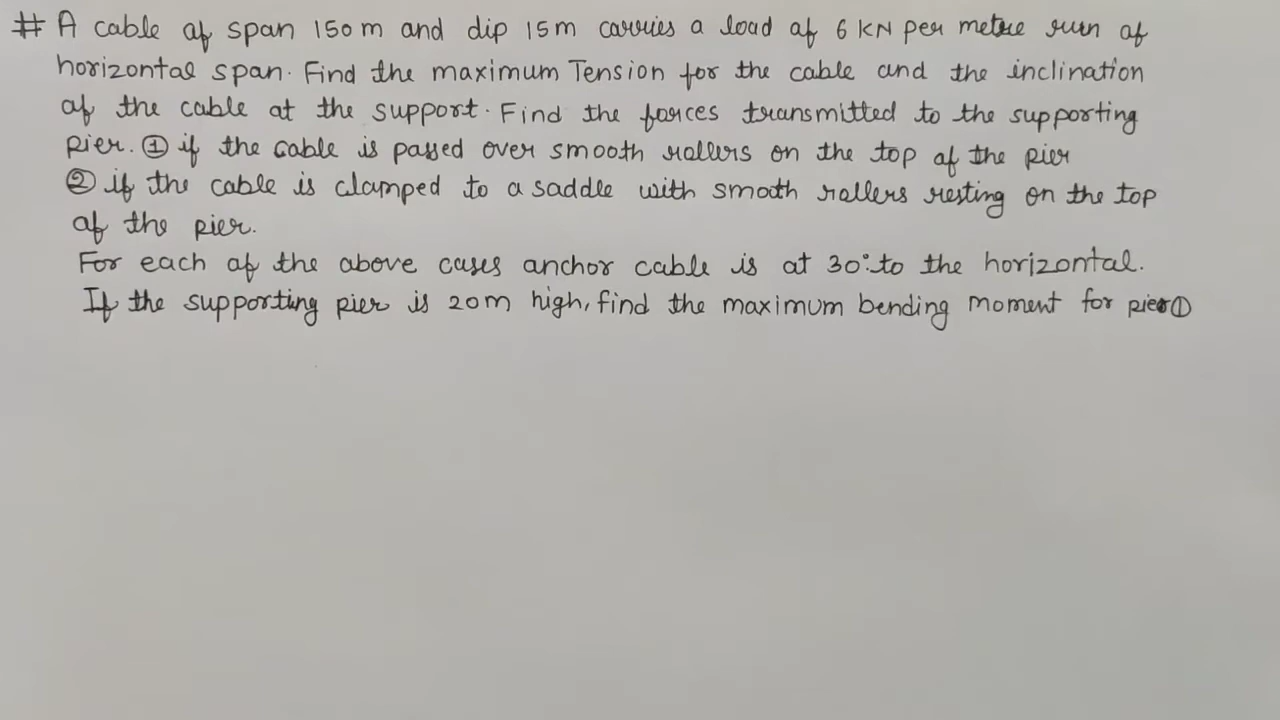 # A cable of span 150 m and dip 15 m carries a load of 6 KN per metre run of
horizontal span. Find the maximum Tension for the cable and the inclination
of the cable at the support. Find the forces transmitted to the supporting
Pier. ① if the cable is passed over smooth rollers on the top of the pier
② if the cable is clamped to a saddle with smooth rollers resting on the top
of the pier.
For each of the above cases anchor cable is at 30° to the horizontal.
If the supporting pier is 20 m high, find the maximum bending moment for pier ①